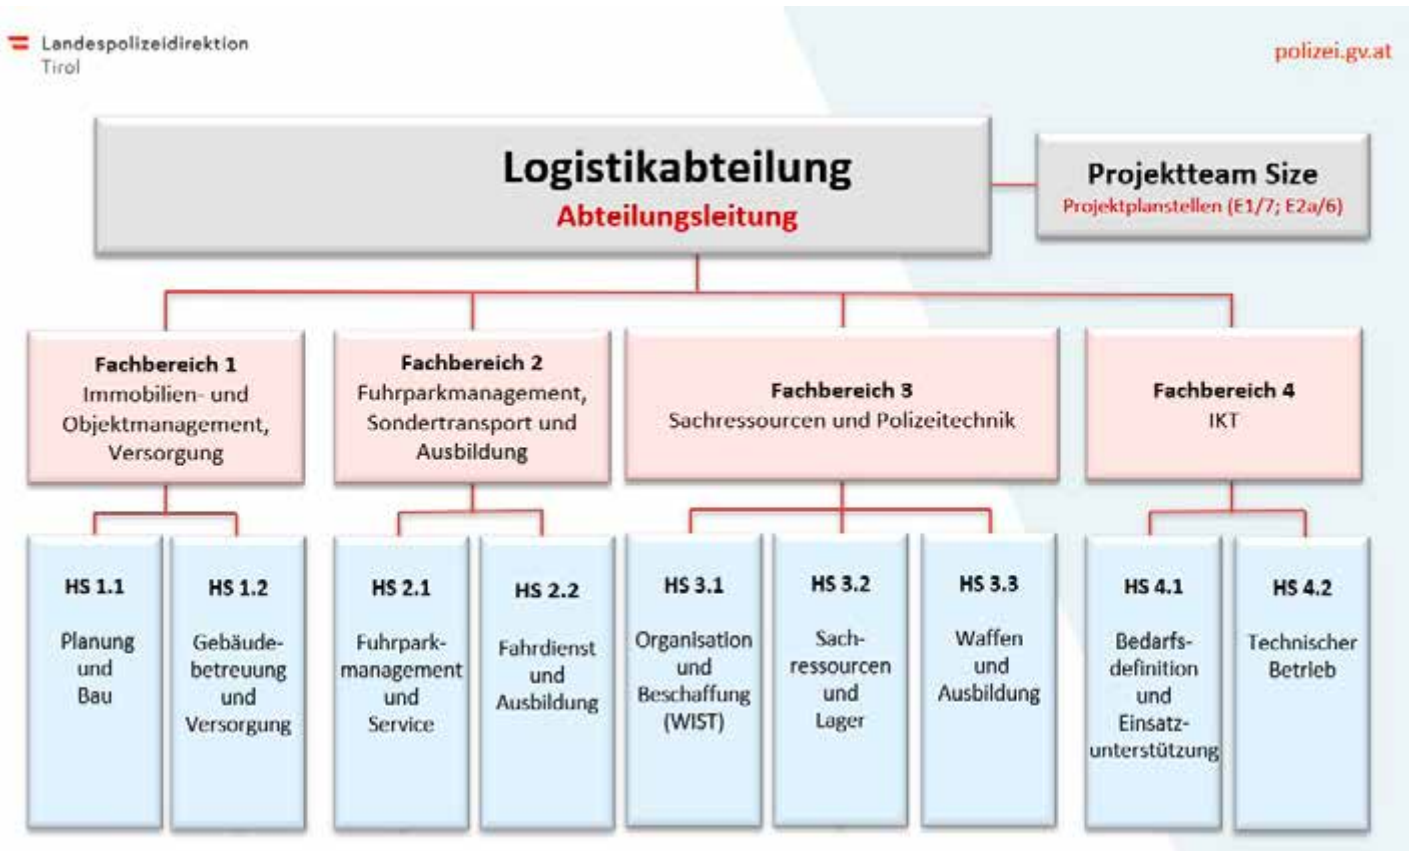 Landespolizeidirektion
Tirol
polizei.gv.at
Logistikabteilung
Abteilungsleitung
Projektteam Size
Projektplanstellen (E1/7; E2a/6)
Fachbereich 1
Immobilien- und
Objektmanagement,
Versorgung
Fachbereich 2
Fuhrparkmanagement,
Sondertransport und
Ausbildung
Fachbereich 3
Sachressourcen und Polizeitechnik
Fachbereich 4
IKT
HS 1.1
Planung
und
Bau
HS 1.2
Gebäude-
betreuung
und
Versorgung
HS 2.1
Fuhrpark-
management
und
Service
HS 2.2
Fahrdienst
und
Ausbildung
HS 3.1
Organisation
und
Beschaffung
(WIST)
HS 3.2
Sach-
ressourcen
und
Lager
HS 3.3
Waffen
und
Ausbildung
HS 4.1
Bedarfs-
definition
und
Einsatz-
unterstützung
HS 4.2
Technischer
Betrieb